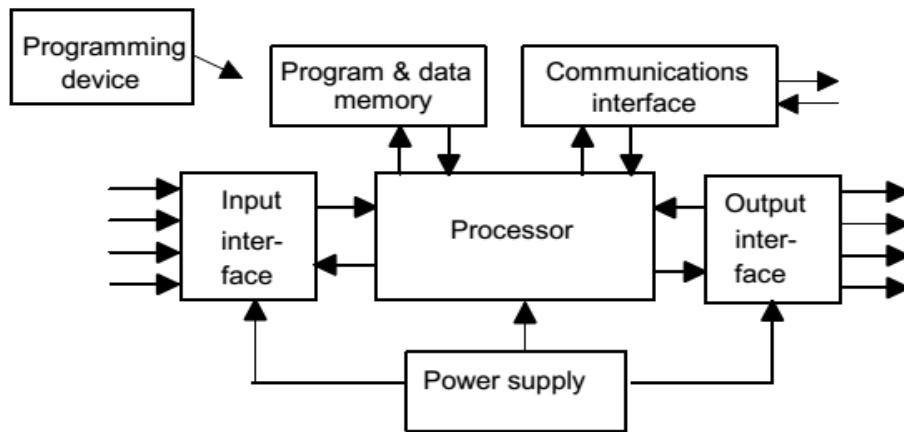 Programming
device
Program & data
memory
Communications
interface
Input
inter-
face
Processor
Output
inter-
face
Power supply